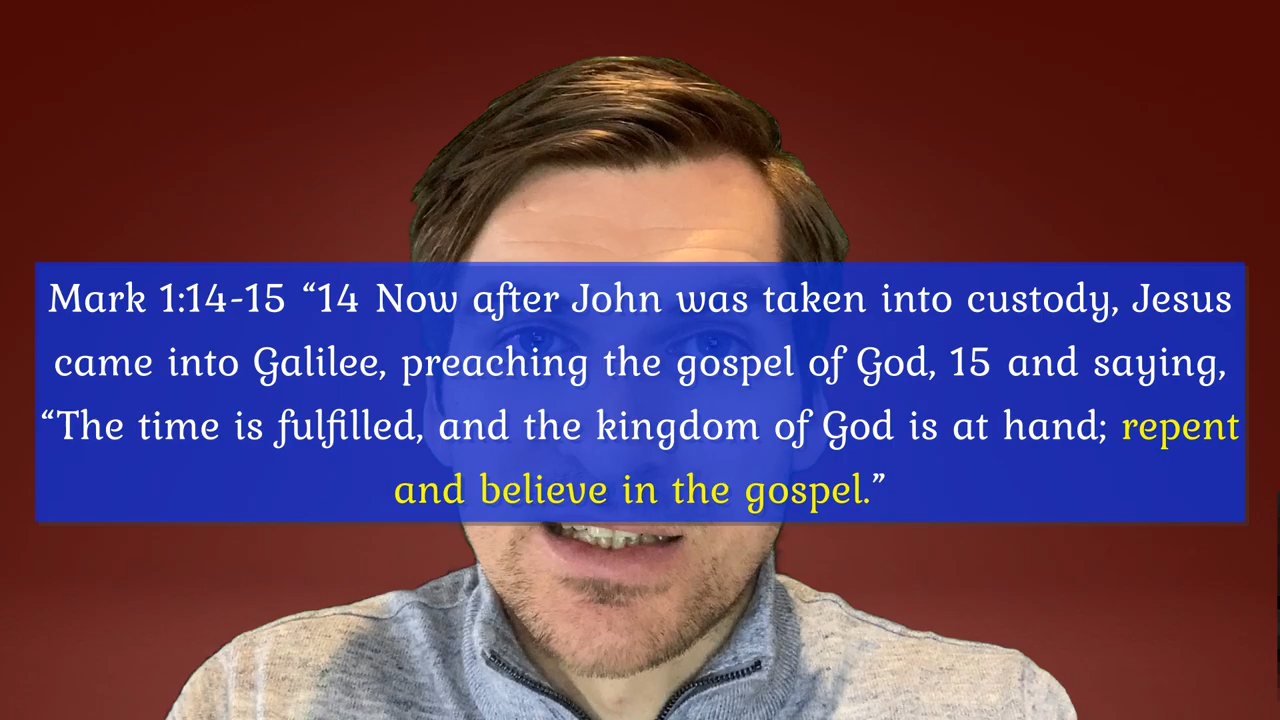 Mark 1:14-15 “14 Now after John was taken into custody, Jesus
came into Galilee, preaching the gospel of God, 15 and saying,
“The time is fulfilled, and the kingdom of God is at hand; repent
and believe in the gospel.”